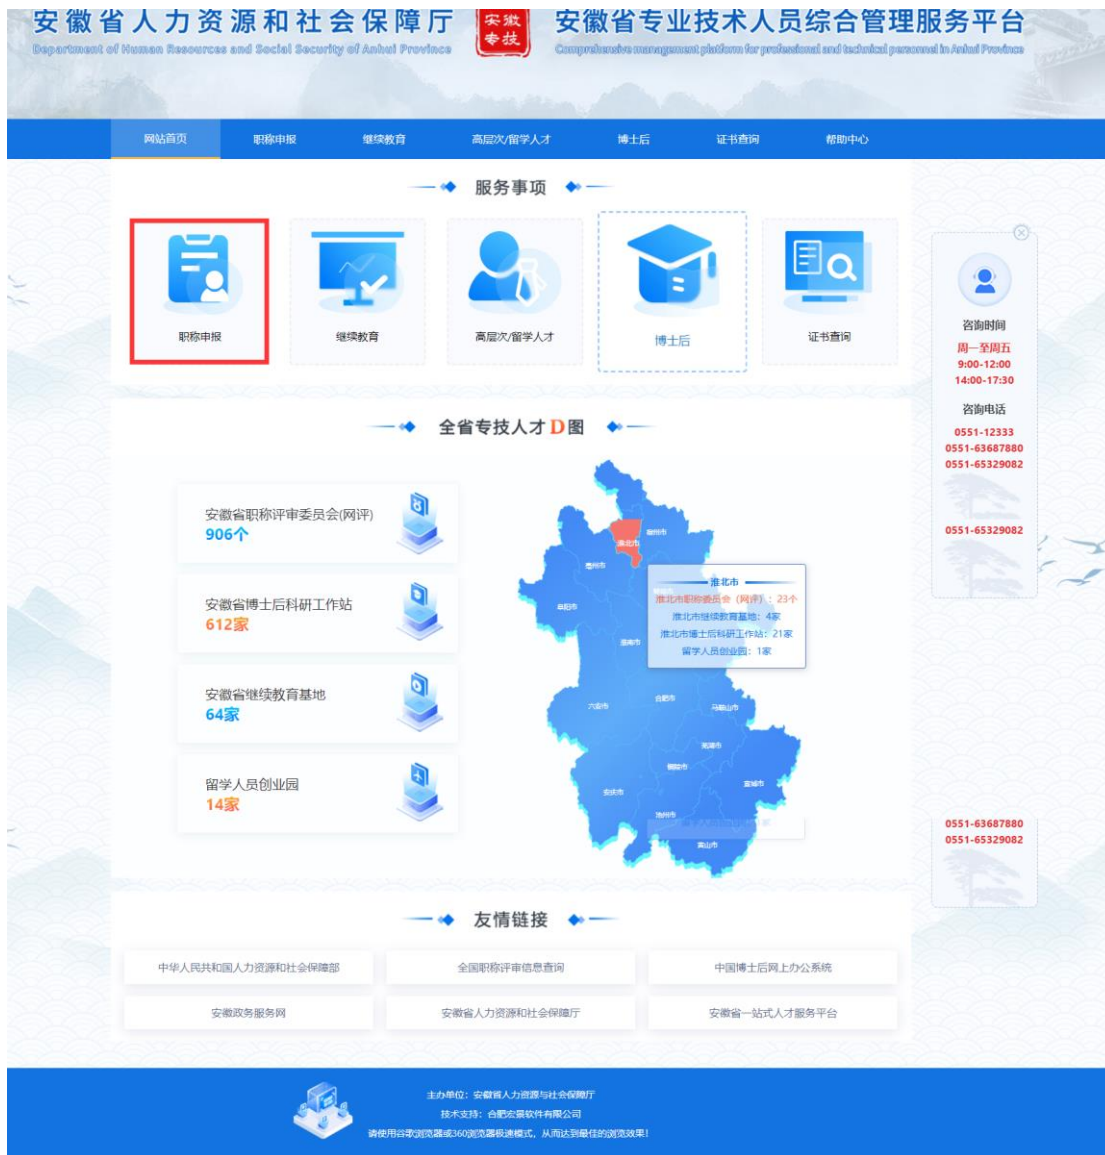 安徽省人力资源和社会保障厅
Department of Human Resources and Social Security of Anhui Province
安徽
专技
安徽省专业技术人员综合管理服务平台
Comprehensive management platform for professional and technical personnel in Anhui Province
网站首页 职称申报 继续教育 高层次/留学人才 博士后 证书查询 帮助中心
服务事项
职称申报 继续教育 高层次/留学人才 博士后 证书查询
咨询时间
周一至周五
9:00-12:00
14:00-17:30
咨询电话
0551-12333
0551-63687880
0551-65329082
0551-65329082
全省专技人才D图
安徽省职称评审委员会(网评)
906个
安徽省博士后科研工作站
612家
安徽省继续教育基地
64家
留学人员创业园
14家
宿州市
淮北市
亳州市
阜阳市
淮南市
淮北市
淮北市职称委员会（网评）：23个
淮北市继续教育基地：4家
淮北市博士后科研工作站：21家
留学人员创业园：1家
合肥市
六安市
马鞍山市
芜湖市
铜陵市
宣城市
安庆市
池州市
黄山市
0551-63687880
0551-65329082
友情链接
中华人民共和国人力资源和社会保障部 全国职称评审信息查询 中国博士后网上办公系统
安徽政务服务网 安徽省人力资源和社会保障厅 安徽省一站式人才服务平台
主办单位：安徽省人力资源与社会保障厅
技术支持：合肥宏景软件有限公司
请使用谷歌浏览器或360浏览器极速模式，从而达到最佳的浏览效果！